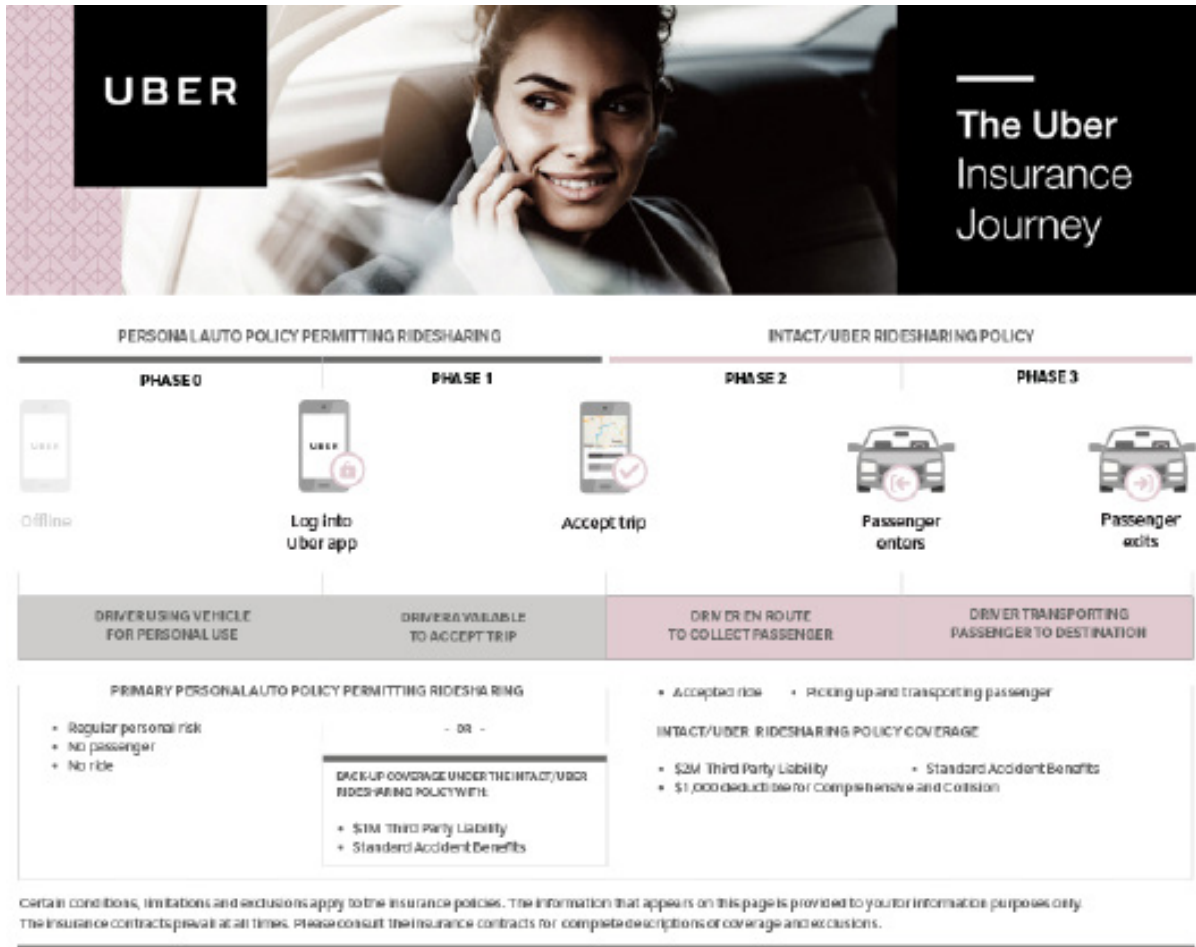 UBER
The Uber
Insurance
Journey
PERSONAL AUTO POLICY PERMITTING RIDESHARING
INTACT/UBER RIDESHARING POLICY
PHASE 0
PHASE 1
PHASE 2
PHASE 3
UBER
UBER
Offline
Log into
Uber app
Accept trip
Passenger
enters
Passenger
exits
DRIVER USING VEHICLE
FOR PERSONAL USE
DRIVER AVAILABLE
TO ACCEPT TRIP
DRIVER EN ROUTE
TO COLLECT PASSENGER
DRIVER TRANSPORTING
PASSENGER TO DESTINATION
PRIMARY PERSONAL AUTO POLICY PERMITTING RIDESHARING
• Regular personal risk
• No passenger
• No ride
- OR -
BACK-UP COVERAGE UNDER THE INTACT/UBER
RIDESHARING POLICY WITH:
• $1M Third Party Liability
• Standard Accident Benefits
• Accepted ride • Picking up and transporting passenger
INTACT/UBER RIDESHARING POLICY COVERAGE
• $2M Third Party Liability • Standard Accident Benefits
• $1,000 deductible for Comprehensive and Collision
Certain conditions, limitations and exclusions apply to the insurance policies. The information that appears on this page is provided to you for information purposes only.
The insurance contracts prevail at all times. Please consult the insurance contracts for complete descriptions of coverage and exclusions.